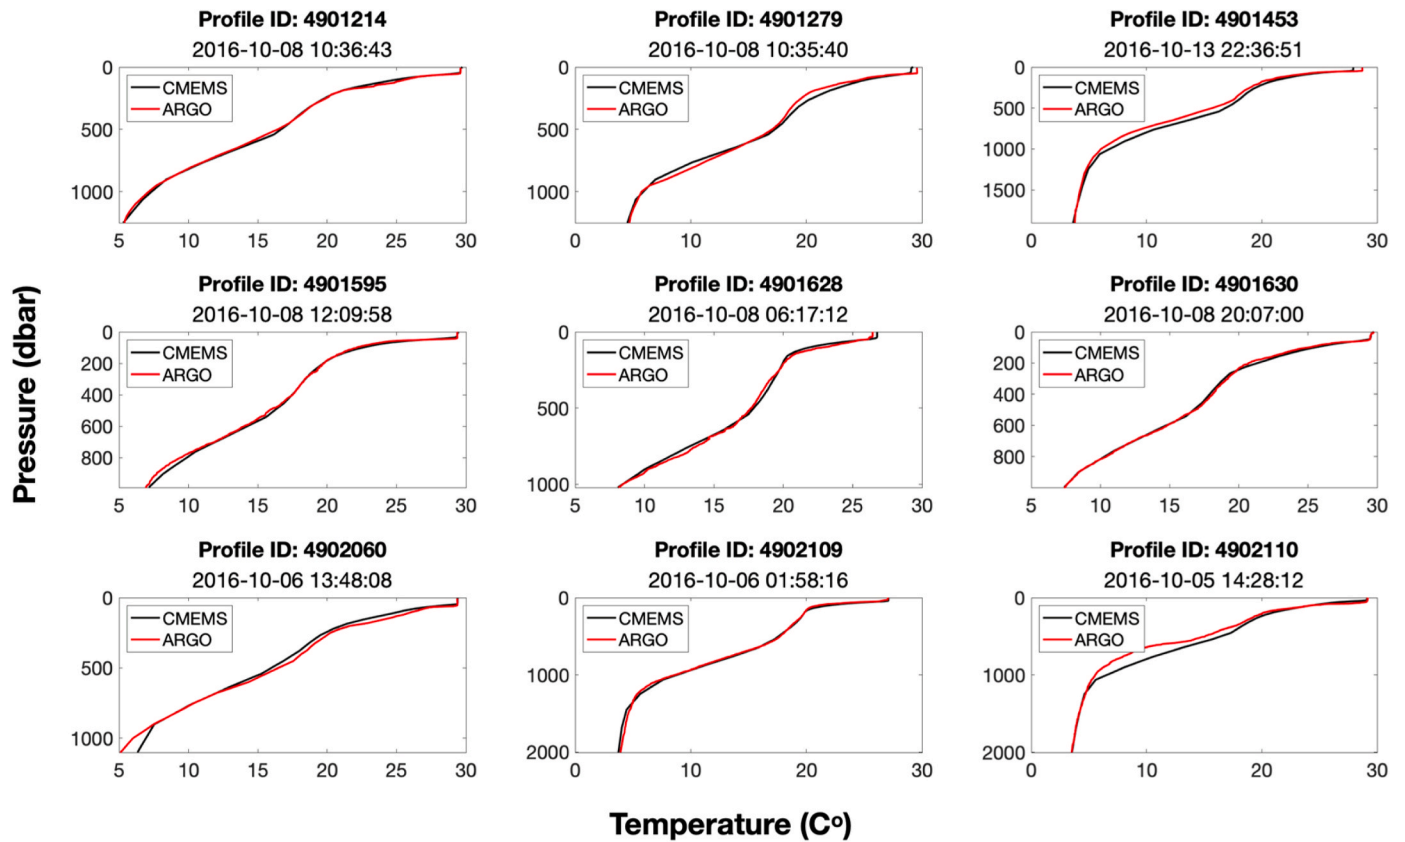 Profile ID: 4901214
2016-10-08 10:36:43
0
500
1000
CMEMS
ARGO
5 10 15 20 25 30
Profile ID: 4901279
2016-10-08 10:35:40
0
500
1000
CMEMS
ARGO
0 10 20 30
Profile ID: 4901453
2016-10-13 22:36:51
0
500
1000
1500
CMEMS
ARGO
0 10 20 30
Pressure (dbar)
Profile ID: 4901595
2016-10-08 12:09:58
0
200
400
600
800
CMEMS
ARGO
5 10 15 20 25 30
Profile ID: 4901628
2016-10-08 06:17:12
0
500
1000
CMEMS
ARGO
5 10 15 20 25 30
Profile ID: 4901630
2016-10-08 20:07:00
0
200
400
600
800
CMEMS
ARGO
5 10 15 20 25 30
Profile ID: 4902060
2016-10-06 13:48:08
0
500
1000
CMEMS
ARGO
5 10 15 20 25 30
Profile ID: 4902109
2016-10-06 01:58:16
0
1000
2000
CMEMS
ARGO
0 10 20 30
Profile ID: 4902110
2016-10-05 14:28:12
0
1000
2000
CMEMS
ARGO
0 10 20 30
Temperature (Cº)